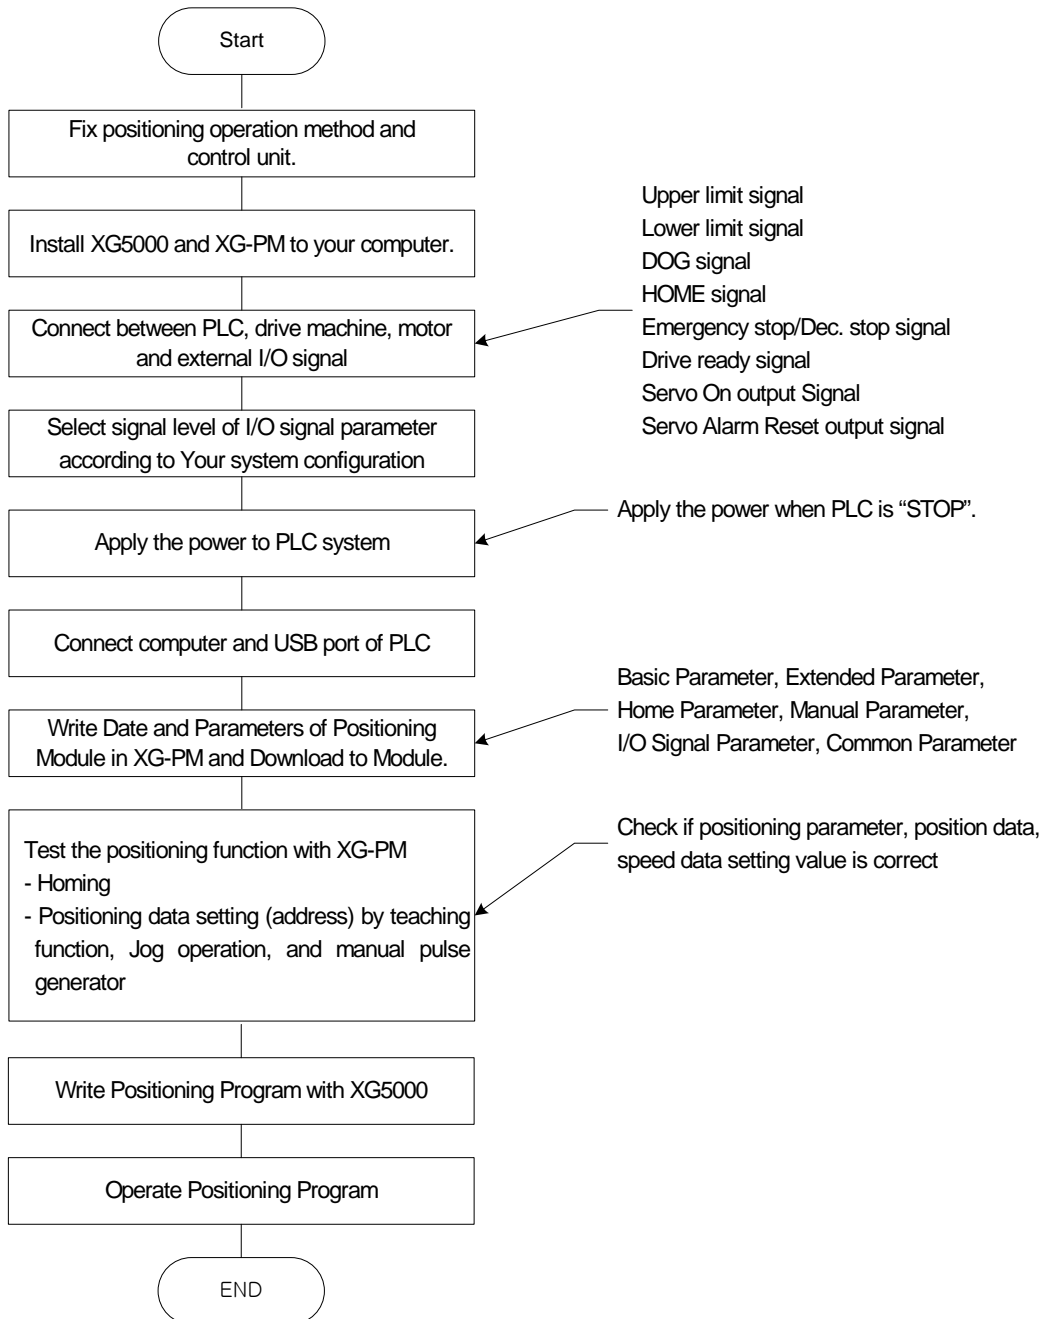 Start
Fix positioning operation method and
control unit.
Install XG5000 and XG-PM to your computer.
Connect between PLC, drive machine, motor
and external I/O signal
Upper limit signal
Lower limit signal
DOG signal
HOME signal
Emergency stop/Dec. stop signal
Drive ready signal
Servo On output Signal
Servo Alarm Reset output signal
Select signal level of I/O signal parameter
according to Your system configuration
Apply the power to PLC system
Apply the power when PLC is “STOP”.
Connect computer and USB port of PLC
Write Date and Parameters of Positioning
Module in XG-PM and Download to Module.
Basic Parameter, Extended Parameter,
Home Parameter, Manual Parameter,
I/O Signal Parameter, Common Parameter
Test the positioning function with XG-PM
- Homing
- Positioning data setting (address) by teaching
function, Jog operation, and manual pulse
generator
Check if positioning parameter, position data,
speed data setting value is correct
Write Positioning Program with XG5000
Operate Positioning Program
END